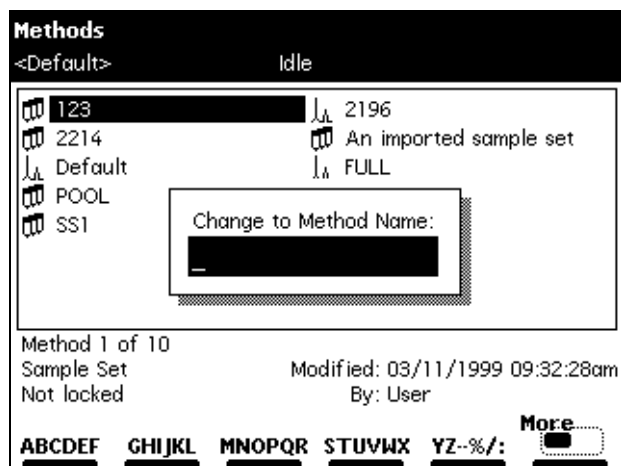 Methods
<Default> Idle
123 2196
2214 An imported sample set
Default FULL
POOL
SS1
Change to Method Name:
_
Method 1 of 10
Sample Set Modified: 03/11/1999 09:32:28am
Not locked By: User
More
ABCDEF GHIJKL MNOPQR STUVWX YZ--%/: